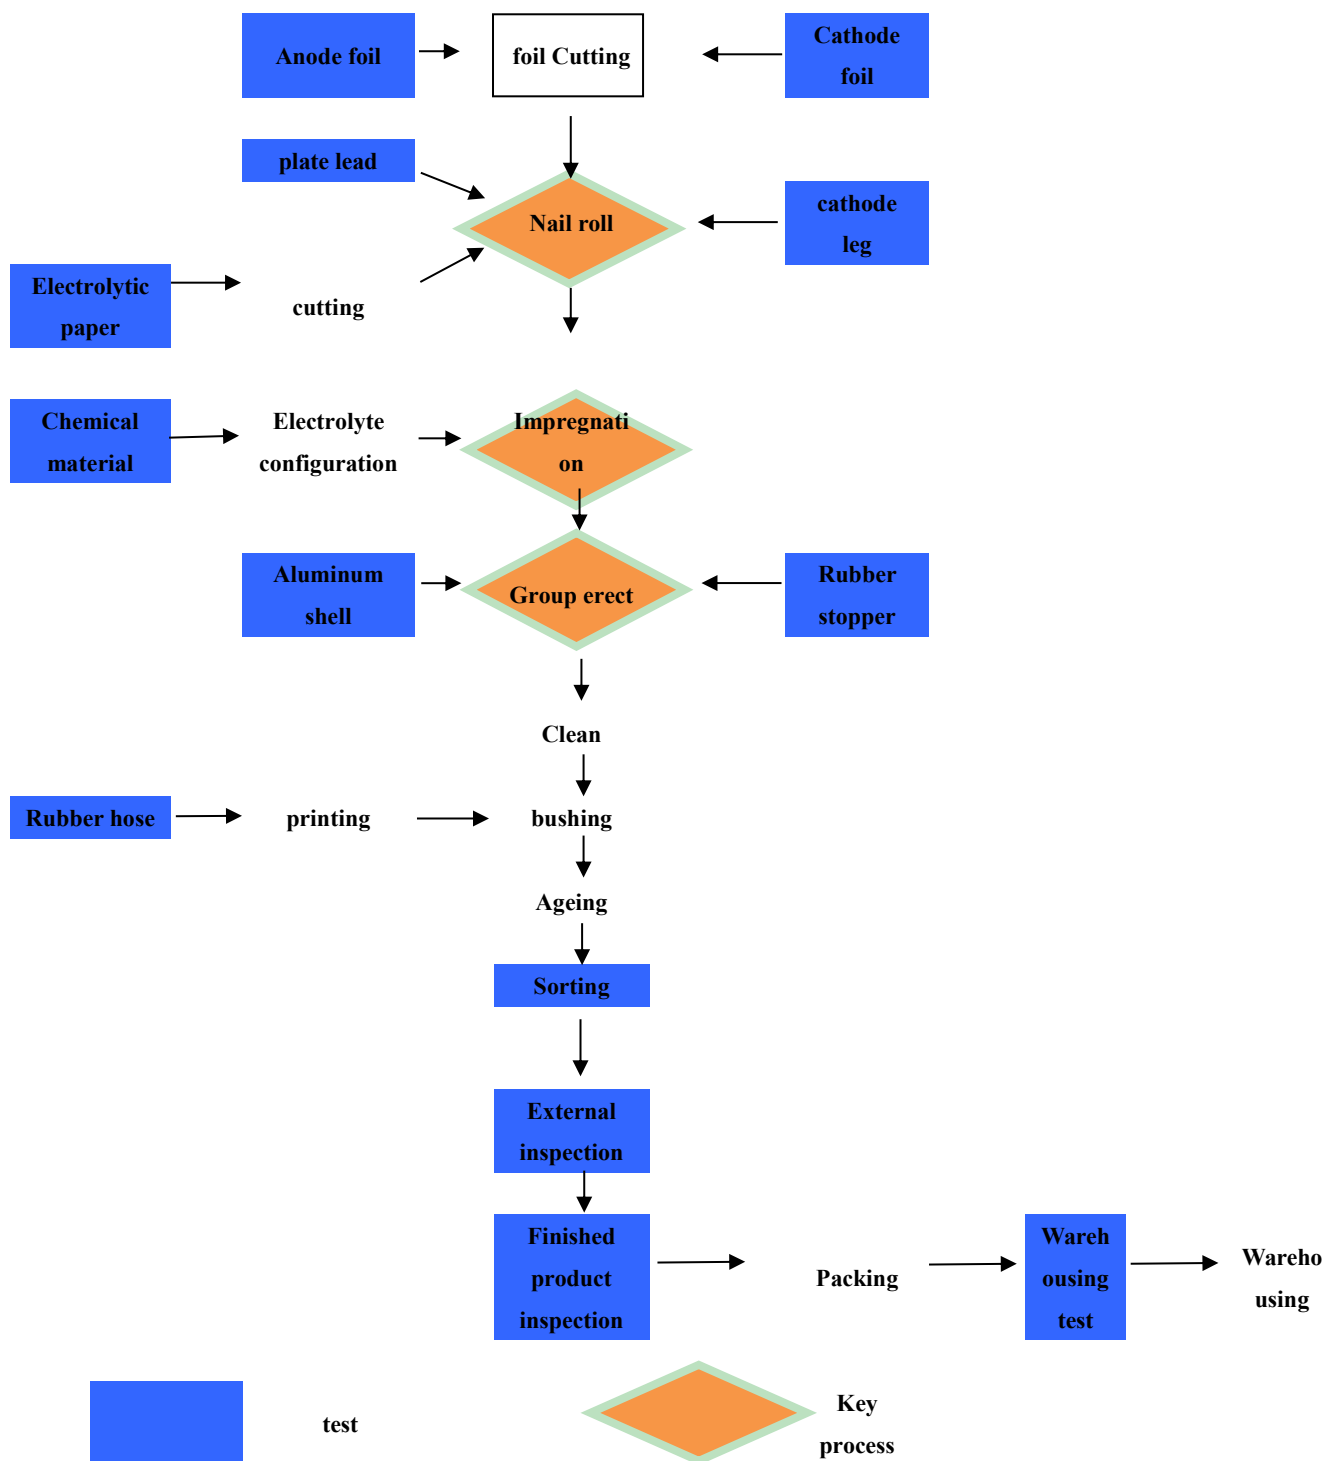 Anode foil
foil Cutting
Cathode
foil
plate lead
Nail roll
cathode
leg
Electrolytic
paper
cutting
Chemical
material
Electrolyte
configuration
Impregnati
on
Aluminum
shell
Group erect
Rubber
stopper
Clean
Rubber hose
printing
bushing
Ageing
Sorting
External
inspection
Finished
product
inspection
Packing
Wareh
ousing
test
Wareho
using
test
Key
process